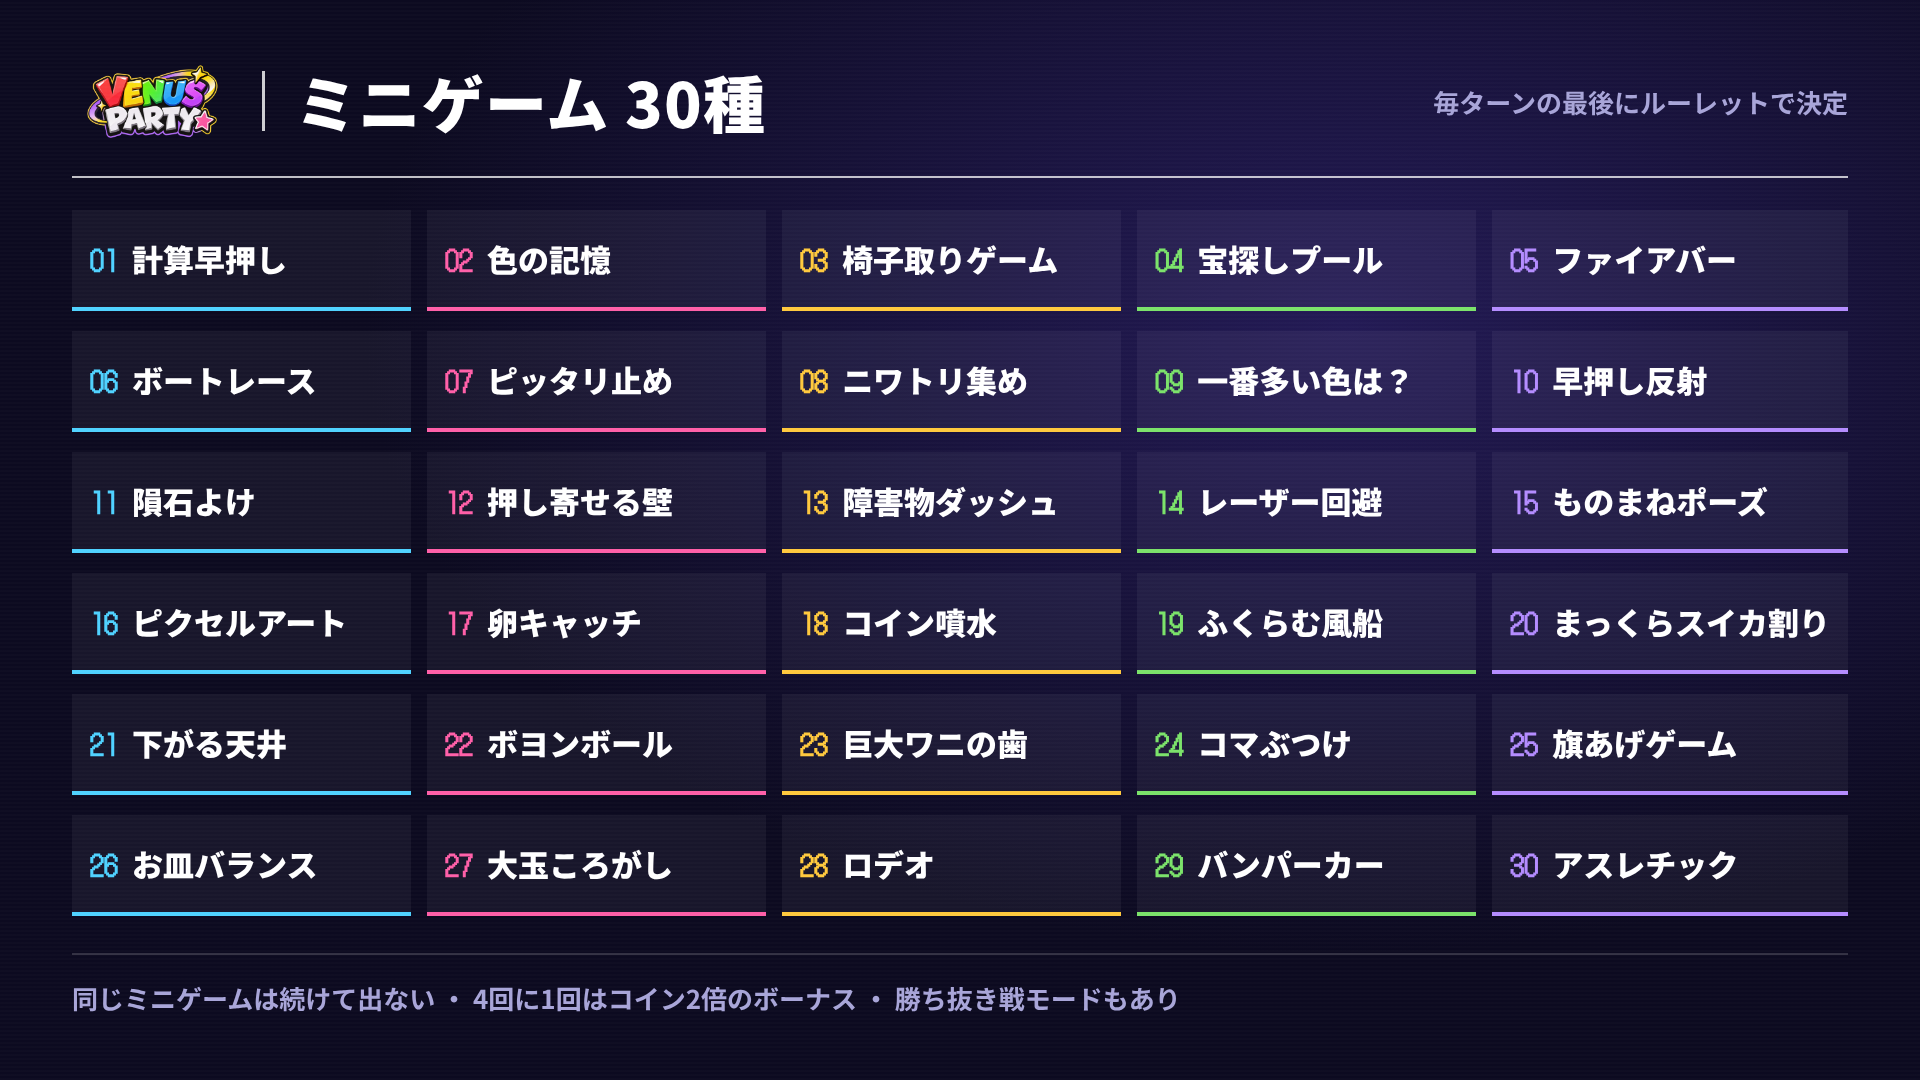 VENUS
PARTY
ミニゲーム 30種
毎ターンの最後にルーレットで決定
01 計算早押し
02 色の記憶
03 椅子取りゲーム
04 宝探しプール
05 ファイアバー
06 ボートレース
07 ピッタリ止め
08 ニワトリ集め
09 一番多い色は？
10 早押し反射
11 隕石よけ
12 押し寄せる壁
13 障害物ダッシュ
14 レーザー回避
15 ものまねポーズ
16 ピクセルアート
17 卵キャッチ
18 コイン噴水
19 ふくらむ風船
20 まっくらスイカ割り
21 下がる天井
22 ボヨンボール
23 巨大ワニの歯
24 コマぶつけ
25 旗あげゲーム
26 お皿バランス
27 大玉ころがし
28 ロデオ
29 バンパーカー
30 アスレチック
同じミニゲームは続けて出ない ・ 4回に1回はコイン2倍のボーナス ・ 勝ち抜き戦モードもあり